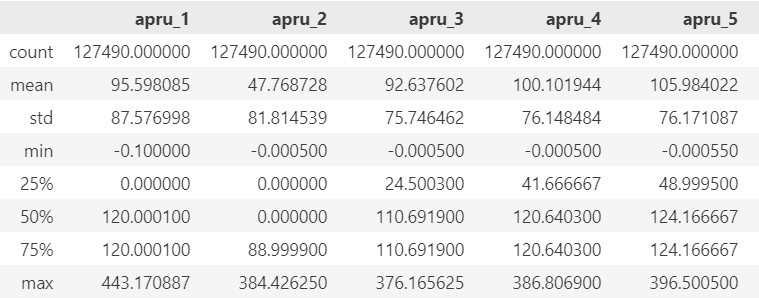 apru_1 apru_2 apru_3 apru_4 apru_5
count 127490.000000 127490.000000 127490.000000 127490.000000 127490.000000
mean 95.598085 47.768728 92.637602 100.101944 105.984022
std 87.576998 81.814539 75.746462 76.148484 76.171087
min -0.100000 -0.000500 -0.000500 -0.000500 -0.000550
25% 0.000000 0.000000 24.500300 41.666667 48.999500
50% 120.000100 0.000000 110.691900 120.640300 124.166667
75% 120.000100 88.999900 110.691900 120.640300 124.166667
max 443.170887 384.426250 376.165625 386.806900 396.500500